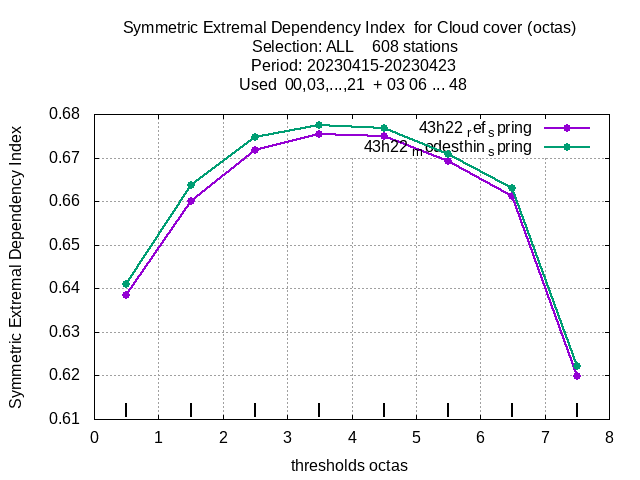 Symmetric Extremal Dependency Index  for Cloud cover (octas)
Selection: ALL    608 stations
Period: 20230415-20230423
Used  00,03,...,21  + 03 06 ... 48
Symmetric Extremal Dependency Index
0.68
0.67
0.66
0.65
0.64
0.63
0.62
0.61
43h22 ref spring
43h22 modesthin spring
0 1 2 3 4 5 6 7 8
thresholds octas